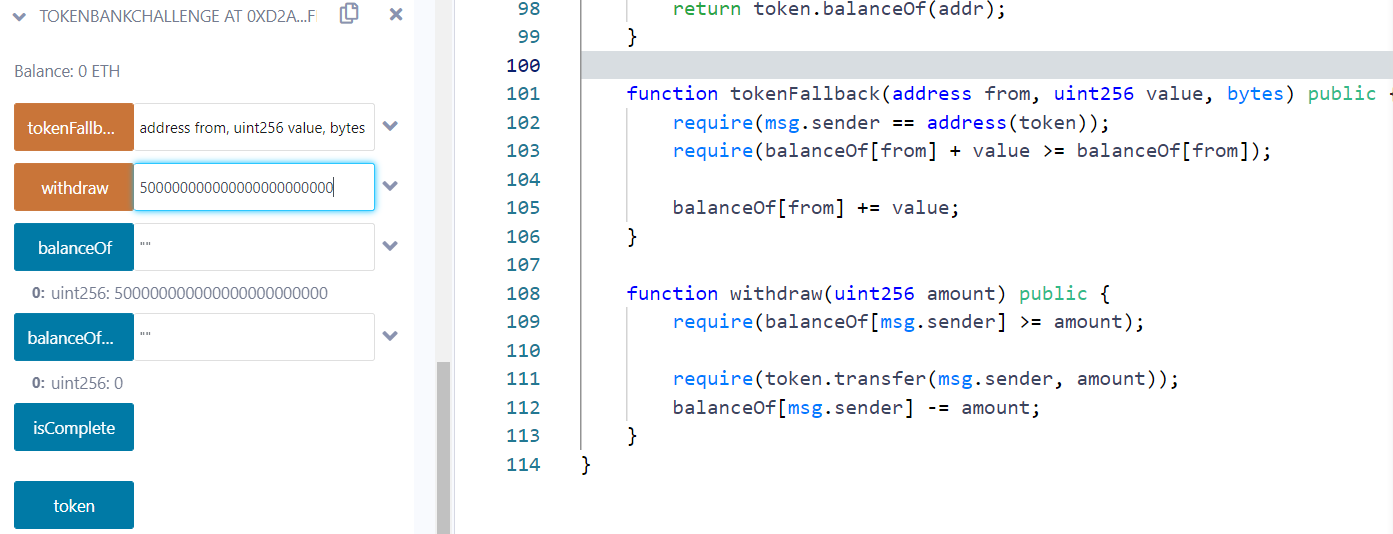 TOKENBANKCHALLENGE AT 0XD2A...F
Balance: 0 ETH
tokenFallb... address from, uint256 value, bytes
withdraw 500000000000000000000000
balanceOf ""
0: uint256: 500000000000000000000000
balanceOf... ""
0: uint256: 0
isComplete
token
98 return token.balanceOf(addr);
99 }
100
101 function tokenFallback(address from, uint256 value, bytes) public {
102 require(msg.sender == address(token));
103 require(balanceOf[from] + value >= balanceOf[from]);
104
105 balanceOf[from] += value;
106 }
107
108 function withdraw(uint256 amount) public {
109 require(balanceOf[msg.sender] >= amount);
110
111 require(token.transfer(msg.sender, amount));
112 balanceOf[msg.sender] -= amount;
113 }
114 }